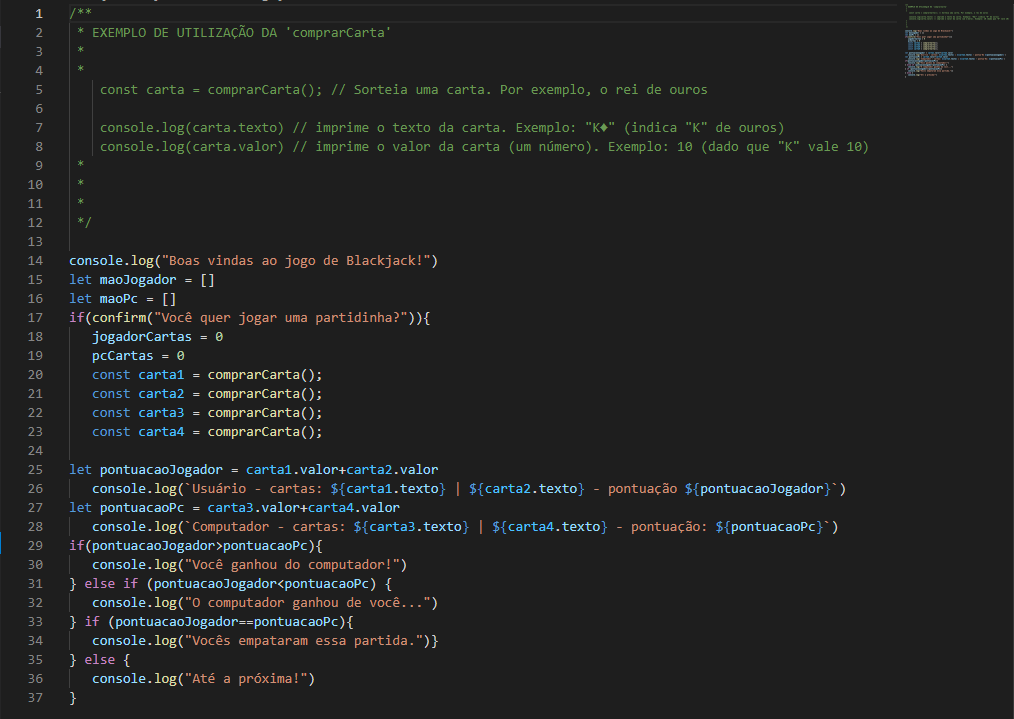 1 /**
2  * EXEMPLO DE UTILIZAÇÃO DA 'comprarCarta'
3  *
4  *
5     const carta = comprarCarta(); // Sorteia uma carta. Por exemplo, o rei de ouros
6
7     console.log(carta.texto) // imprime o texto da carta. Exemplo: "K♦" (indica "K" de ouros)
8     console.log(carta.valor) // imprime o valor da carta (um número). Exemplo: 10 (dado que "K" vale 10)
9  *
10  *
11  *
12  */
13
14 console.log("Boas vindas ao jogo de Blackjack!")
15 let maoJogador = []
16 let maoPc = []
17 if(confirm("Você quer jogar uma partidinha?")){
18    jogadorCartas = 0
19    pcCartas = 0
20    const carta1 = comprarCarta();
21    const carta2 = comprarCarta();
22    const carta3 = comprarCarta();
23    const carta4 = comprarCarta();
24
25 let pontuacaoJogador = carta1.valor+carta2.valor
26    console.log(`Usuário - cartas: ${carta1.texto} | ${carta2.texto} - pontuação ${pontuacaoJogador}`)
27 let pontuacaoPc = carta3.valor+carta4.valor
28    console.log(`Computador - cartas: ${carta3.texto} | ${carta4.texto} - pontuação: ${pontuacaoPc}`)
29 if(pontuacaoJogador>pontuacaoPc){
30    console.log("Você ganhou do computador!")
31 } else if (pontuacaoJogador<pontuacaoPc) {
32    console.log("O computador ganhou de você...")
33 } if (pontuacaoJogador==pontuacaoPc){
34    console.log("Vocês empataram essa partida.")}
35 } else {
36    console.log("Até a próxima!")
37 }